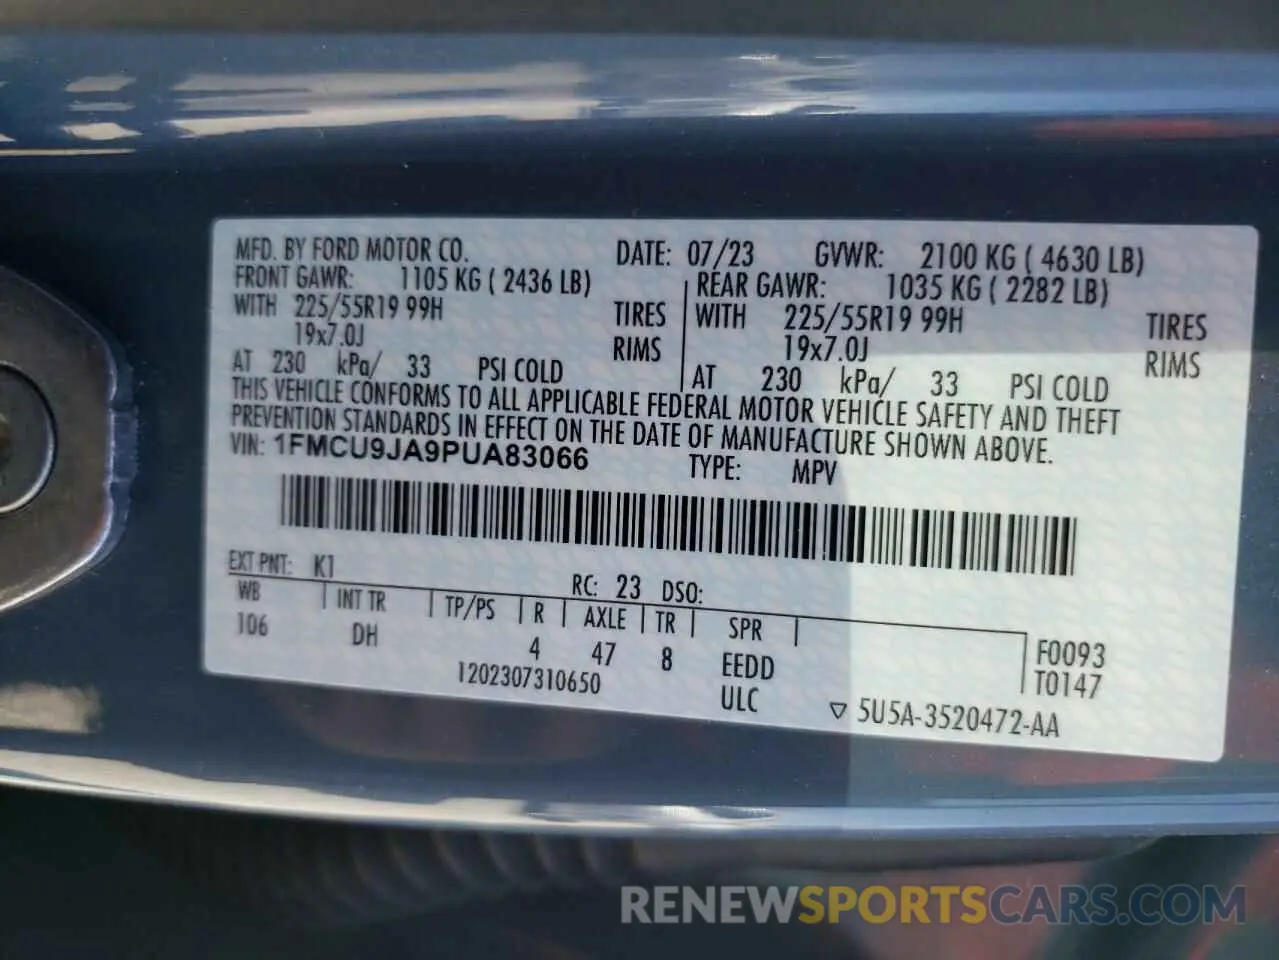 MFD. BY FORD MOTOR CO. DATE: 07/23 GVWR: 2100 KG ( 4630 LB)
FRONT GAWR: 1105 KG ( 2436 LB) REAR GAWR: 1035 KG ( 2282 LB)
WITH 225/55R19 99H TIRES WITH 225/55R19 99H TIRES
19x7.0J RIMS 19x7.0J RIMS
AT 230 kPa/ 33 PSI COLD AT 230 kPa/ 33 PSI COLD
THIS VEHICLE CONFORMS TO ALL APPLICABLE FEDERAL MOTOR VEHICLE SAFETY AND THEFT
PREVENTION STANDARDS IN EFFECT ON THE DATE OF MANUFACTURE SHOWN ABOVE.
VIN: 1FMCU9JA9PUA83066 TYPE: MPV
EXT PNT: K1 RC: 23 DSO:
WB INT TR TP/PS R AXLE TR SPR
106 DH 4 47 8 EEDD F0093
1202307310650 ULC T0147
▽ 5U5A-3520472-AA
RENEWSPORTSCARS.COM